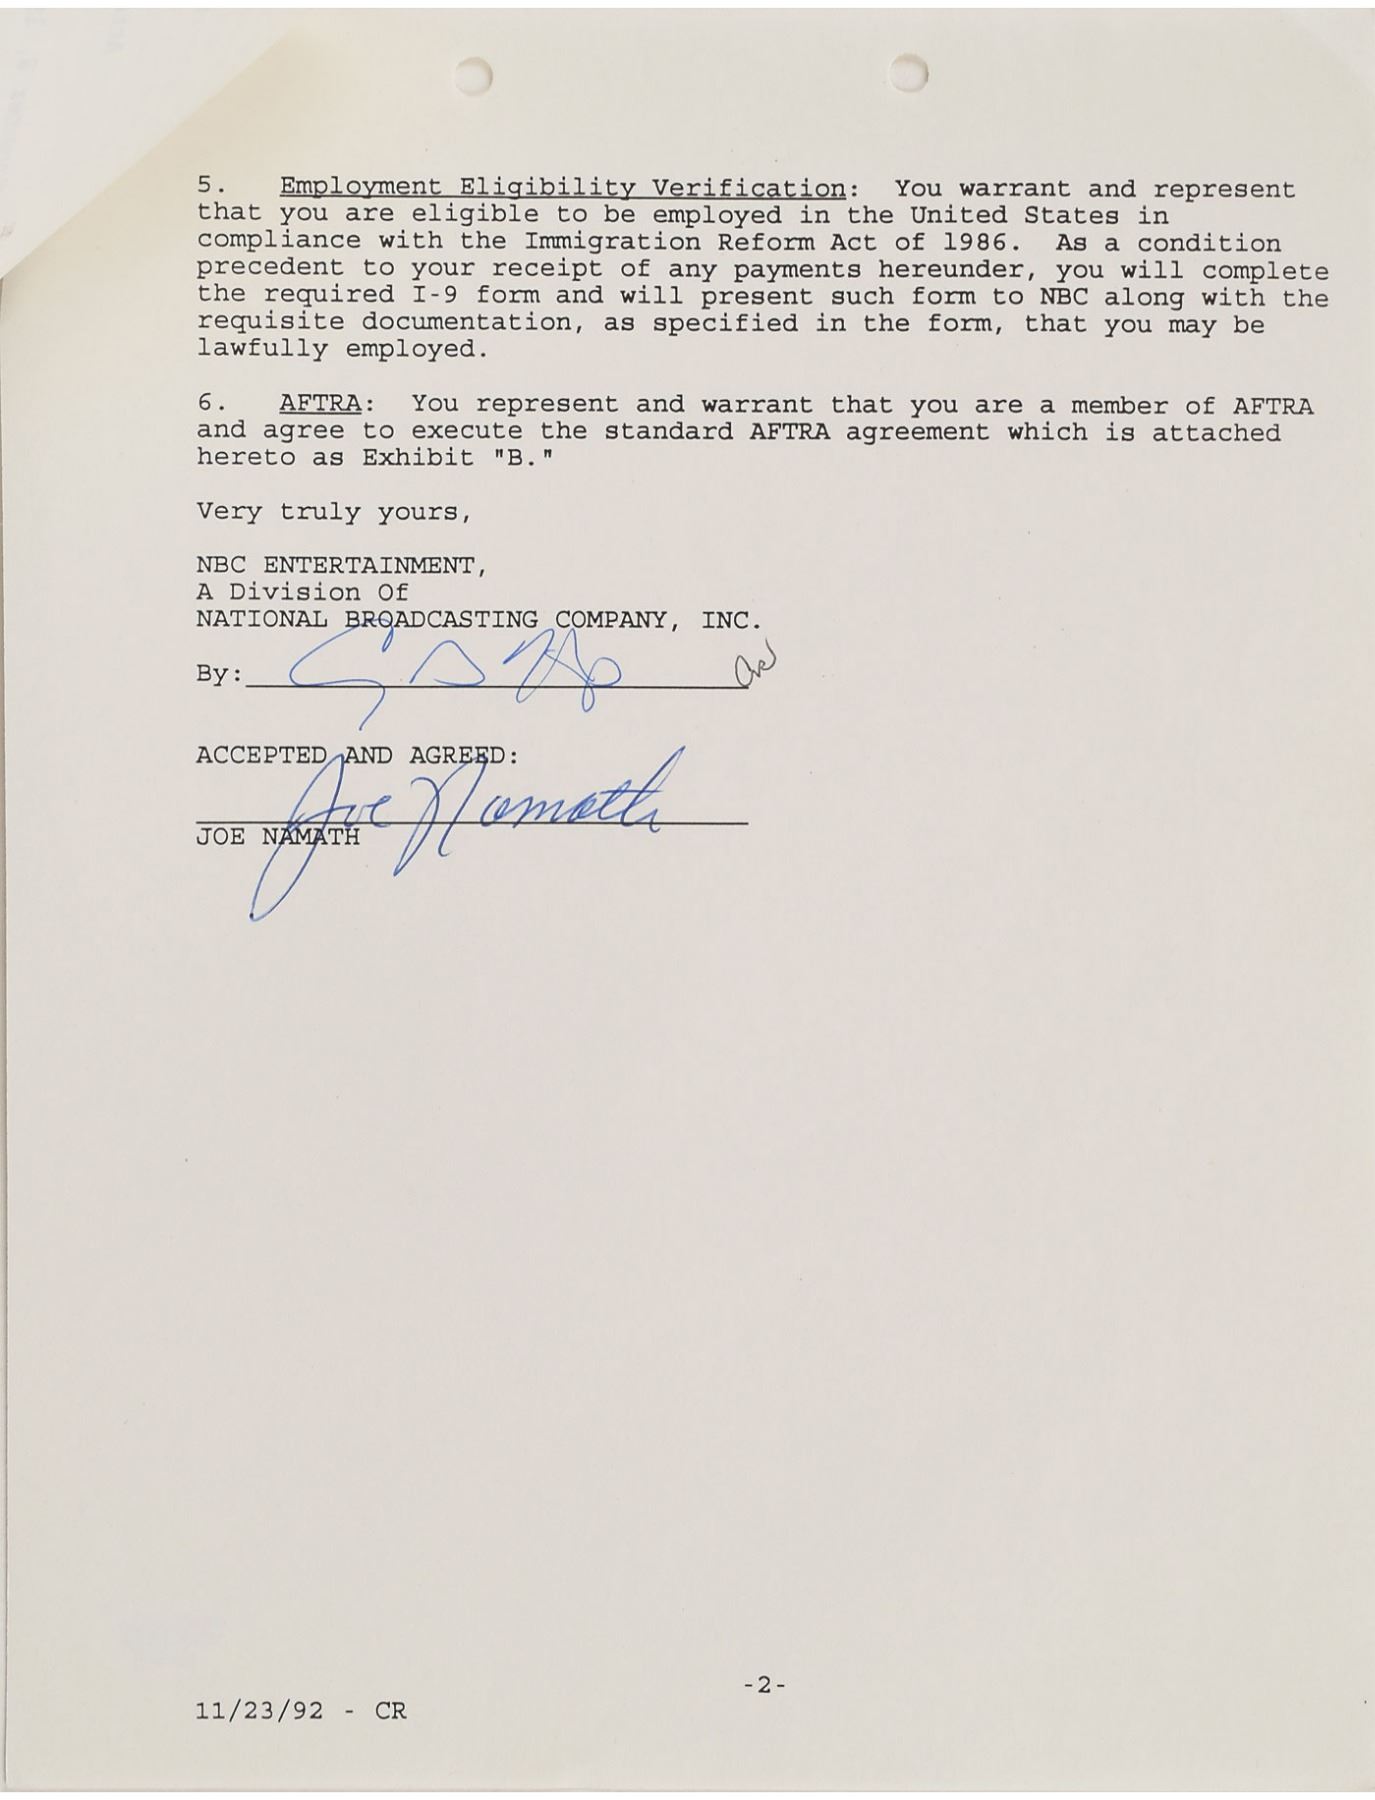 5. Employment Eligibility Verification: You warrant and represent
that you are eligible to be employed in the United States in
compliance with the Immigration Reform Act of 1986. As a condition
precedent to your receipt of any payments hereunder, you will complete
the required I-9 form and will present such form to NBC along with the
requisite documentation, as specified in the form, that you may be
lawfully employed.
6. AFTRA: You represent and warrant that you are a member of AFTRA
and agree to execute the standard AFTRA agreement which is attached
hereto as Exhibit "B."
Very truly yours,
NBC ENTERTAINMENT,
A Division Of
NATIONAL BROADCASTING COMPANY, INC.
By:
ACCEPTED AND AGREED:
Joe Namath
JOE NAMATH
-2-
11/23/92 - CR